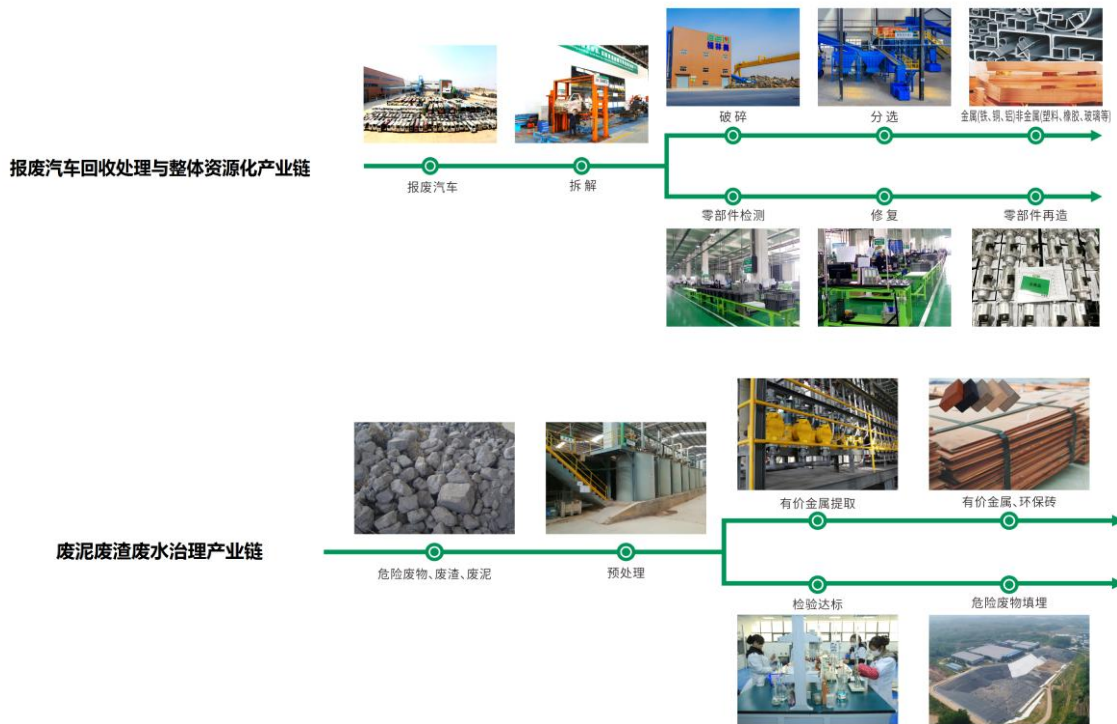 破碎
分选
金属(铁、铜、铝)非金属(塑料、橡胶、玻璃等)
报废汽车回收处理与整体资源化产业链
报废汽车
拆解
零部件检测
修复
零部件再造
有价金属提取
有价金属、环保砖
废泥废渣废水治理产业链
危险废物、废渣、废泥
预处理
检验达标
危险废物填埋